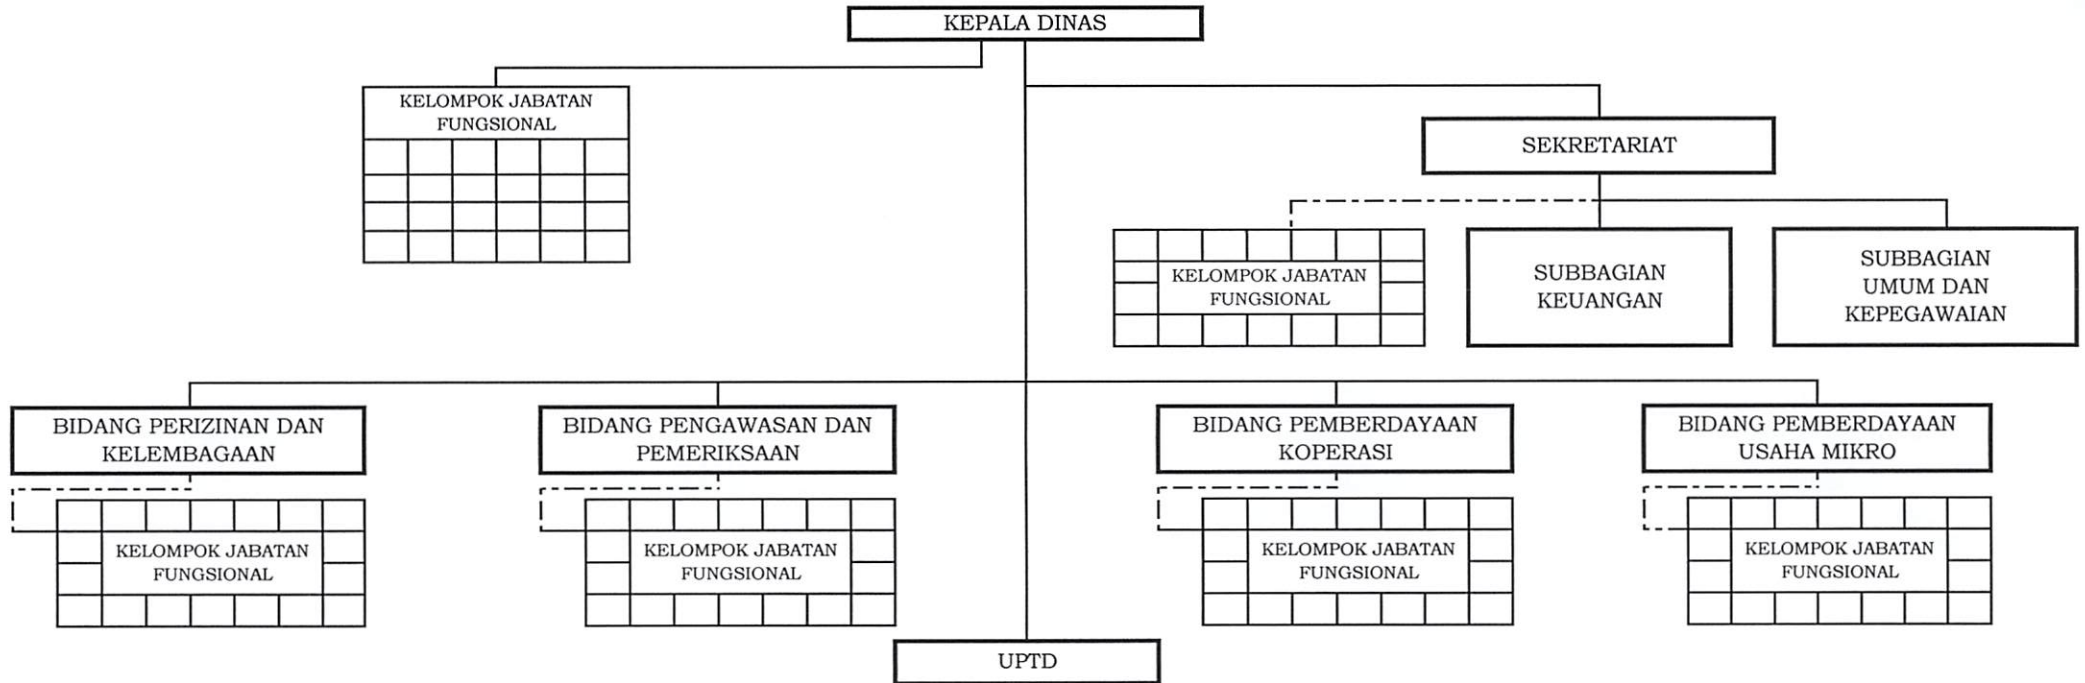 KEPALA DINAS
KELOMPOK JABATAN
FUNGSIONAL
SEKRETARIAT
KELOMPOK JABATAN
FUNGSIONAL
SUBBAGIAN
KEUANGAN
SUBBAGIAN
UMUM DAN
KEPEGAWAIAN
BIDANG PERIZINAN DAN
KELEMBAGAAN
BIDANG PENGAWASAN DAN
PEMERIKSAAN
BIDANG PEMBERDAYAAN
KOPERASI
BIDANG PEMBERDAYAAN
USAHA MIKRO
KELOMPOK JABATAN
FUNGSIONAL
KELOMPOK JABATAN
FUNGSIONAL
KELOMPOK JABATAN
FUNGSIONAL
KELOMPOK JABATAN
FUNGSIONAL
UPTD